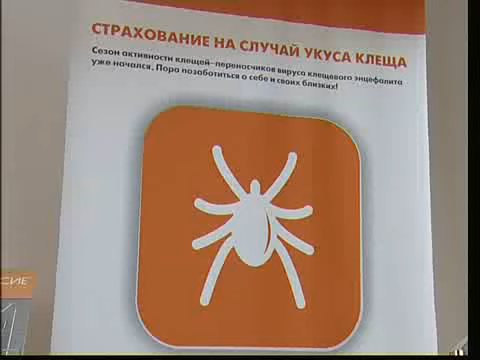 СТРАХОВАНИЕ НА СЛУЧАЙ УКУСА КЛЕЩА
Сезон активности клещей-переносчиков вируса клещевого энцефалита
уже начался. Пора позаботиться о себе и своих близких!
СИЕ